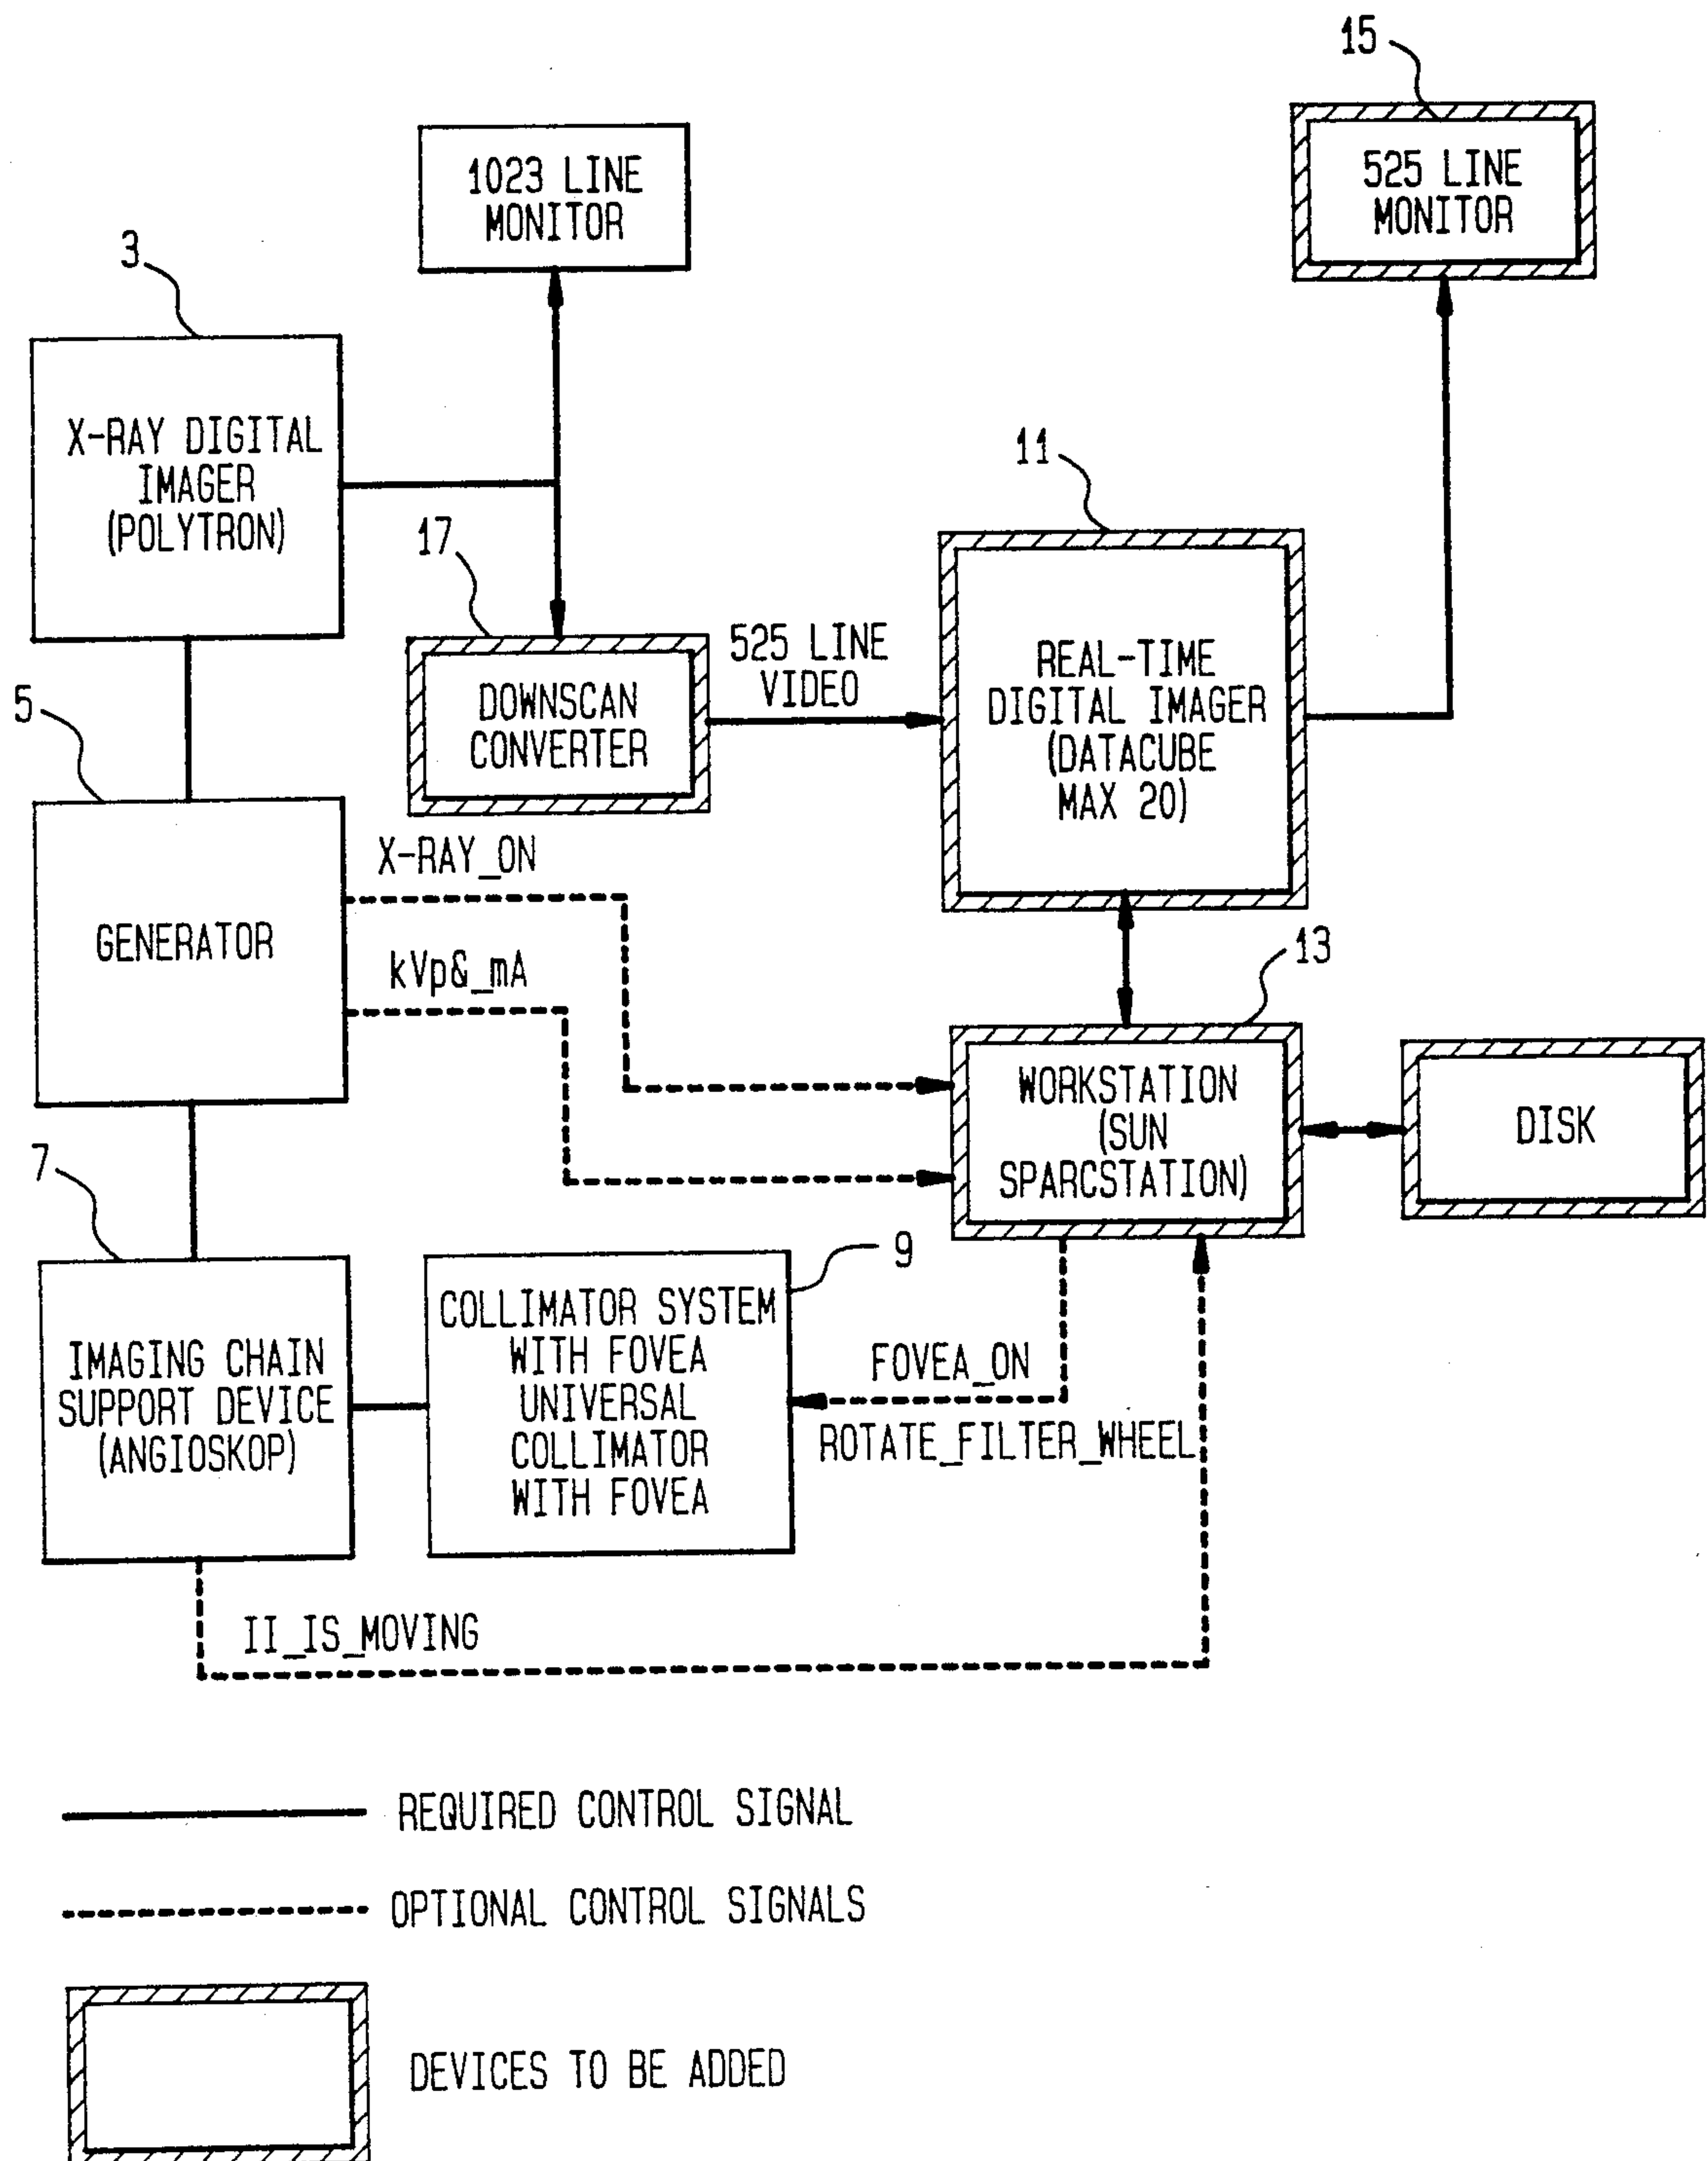 15
1023 LINE
MONITOR
525 LINE
MONITOR
3
X-RAY DIGITAL
IMAGER
(POLYTRON)
11
17
525 LINE
VIDEO
DOWNSCAN
CONVERTER
REAL-TIME
DIGITAL IMAGER
(DATACUBE
MAX 20)
5
X-RAY_ON
GENERATOR
kVp&_mA
13
WORKSTATION
(SUN
SPARCSTATION)
DISK
7
9
IMAGING CHAIN
SUPPORT DEVICE
(ANGIOSKOP)
COLLIMATOR SYSTEM
WITH FOVEA
UNIVERSAL
COLLIMATOR
WITH FOVEA
FOVEA_ON
ROTATE_FILTER_WHEEL
II_IS_MOVING
REQUIRED CONTROL SIGNAL
OPTIONAL CONTROL SIGNALS
DEVICES TO BE ADDED